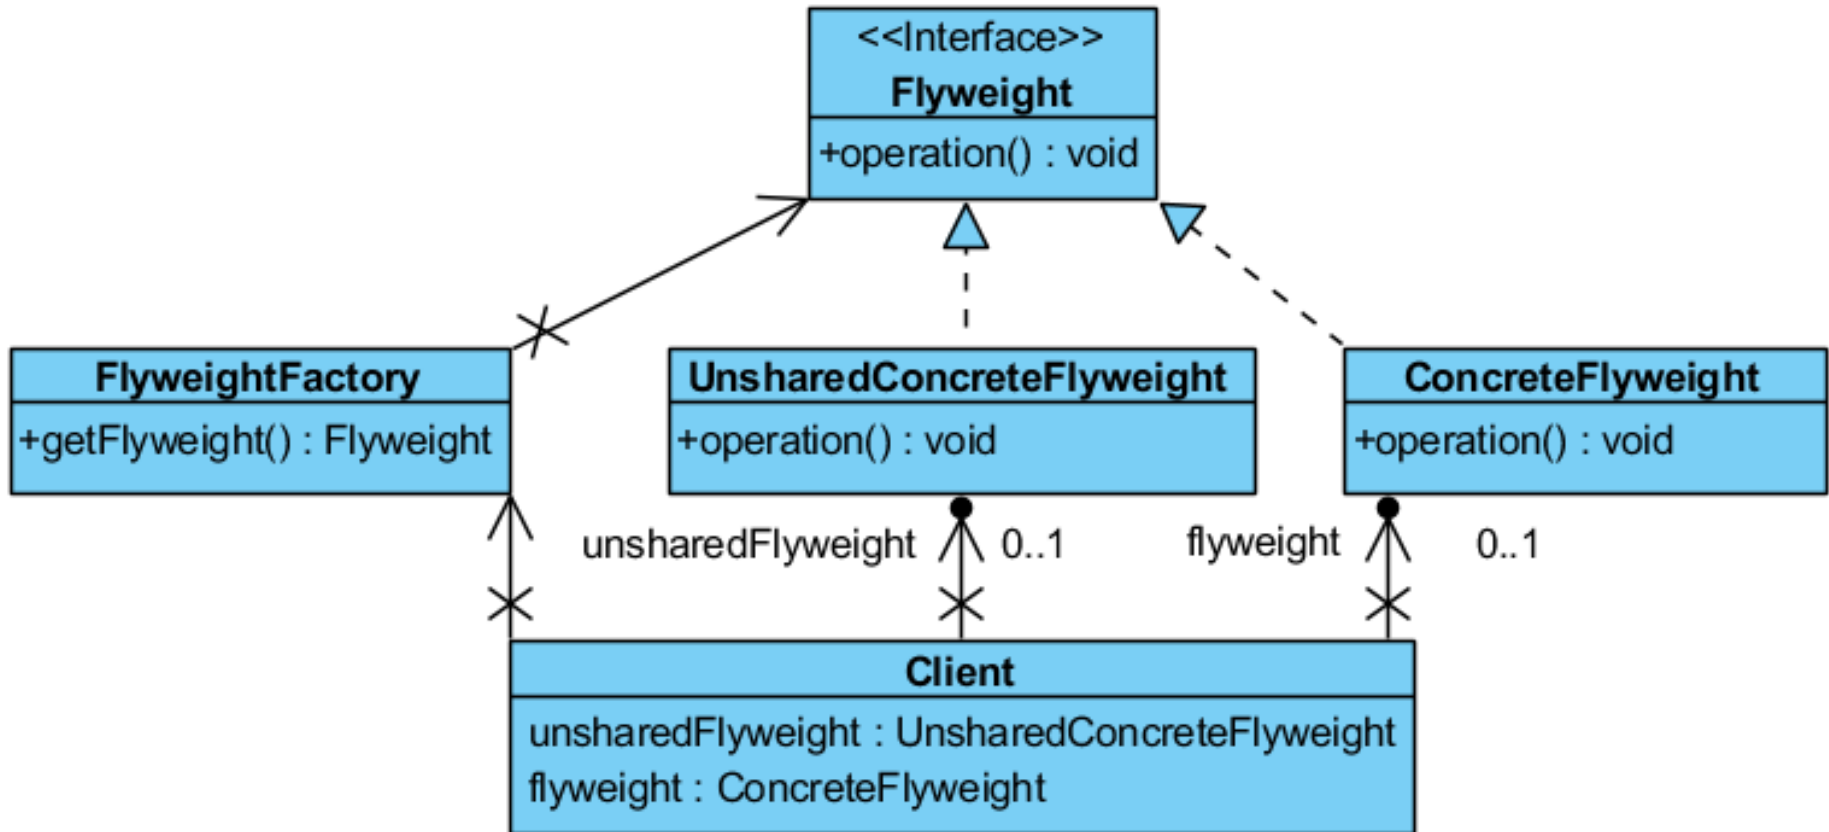 <<Interface>>
Flyweight
+operation() : void
FlyweightFactory
+getFlyweight() : Flyweight
UnsharedConcreteFlyweight
+operation() : void
ConcreteFlyweight
+operation() : void
unsharedFlyweight
0..1
flyweight
0..1
Client
unsharedFlyweight : UnsharedConcreteFlyweight
flyweight : ConcreteFlyweight